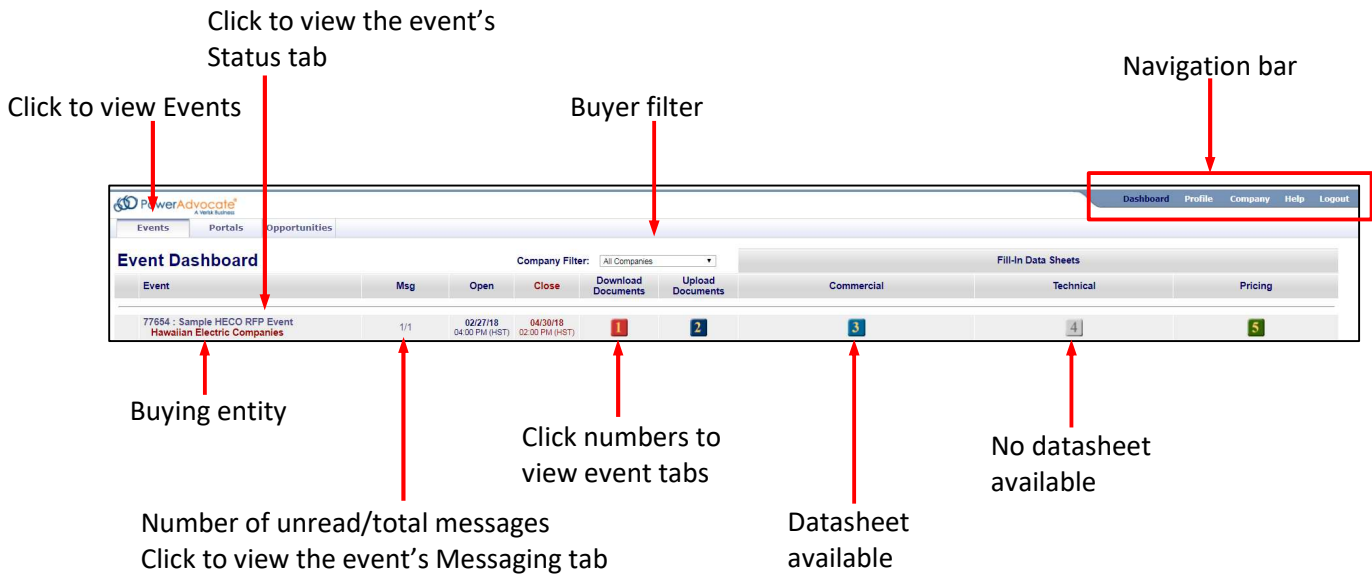 Click to view the event's
Status tab
Navigation bar
Click to view Events
Buyer filter
PowerAdvocate®
A Verisk Business
Dashboard Profile Company Help Logout
Events Portals Opportunities
Event Dashboard
Company Filter: All Companies
Fill-In Data Sheets
Event Msg Open Close Download Documents Upload Documents Commercial Technical Pricing
77654 : Sample HECO RFP Event
Hawaiian Electric Companies
1/1
02/27/18
04:00 PM (HST)
04/30/18
02:00 PM (HST)
1 2 3 4 5
Buying entity
Click numbers to
view event tabs
No datasheet
available
Number of unread/total messages
Click to view the event's Messaging tab
Datasheet
available